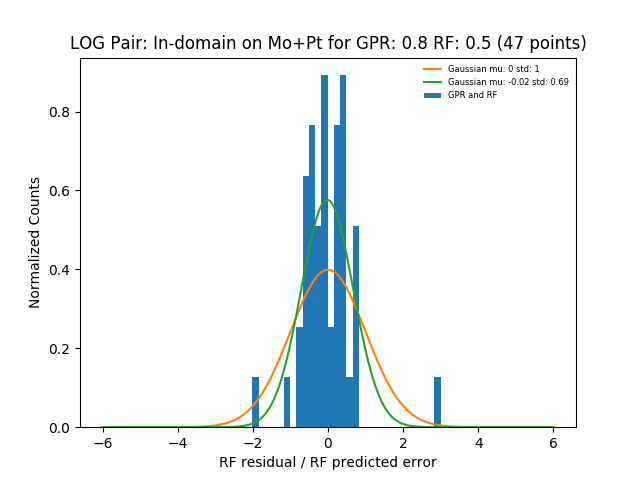 LOG Pair: In-domain on Mo+Pt for GPR: 0.8 RF: 0.5 (47 points)
Gaussian mu: 0 std: 1
Gaussian mu: -0.02 std: 0.69
GPR and RF
Normalized Counts
0.8
0.6
0.4
0.2
0.0
−6 −4 −2 0 2 4 6
RF residual / RF predicted error